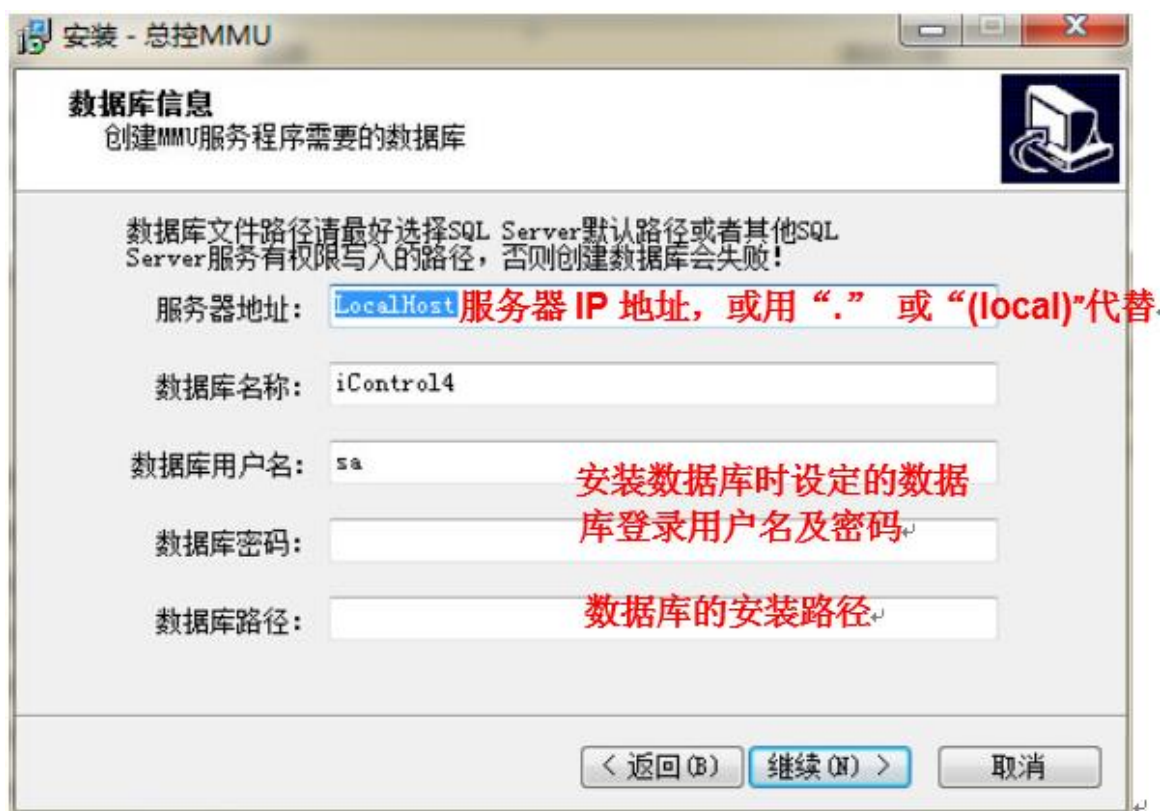 安装 - 总控MMU
数据库信息
创建MMU服务程序需要的数据库
数据库文件路径请最好选择SQL Server默认路径或者其他SQL
Server服务有权限写入的路径，否则创建数据库会失败！
服务器地址： LocalHost 服务器 IP 地址，或用“.” 或“(local)”代替
数据库名称： iControl4
数据库用户名： sa
安装数据库时设定的数据
库登录用户名及密码
数据库密码：
数据库路径： 数据库的安装路径
< 返回(B) 继续(N) > 取消